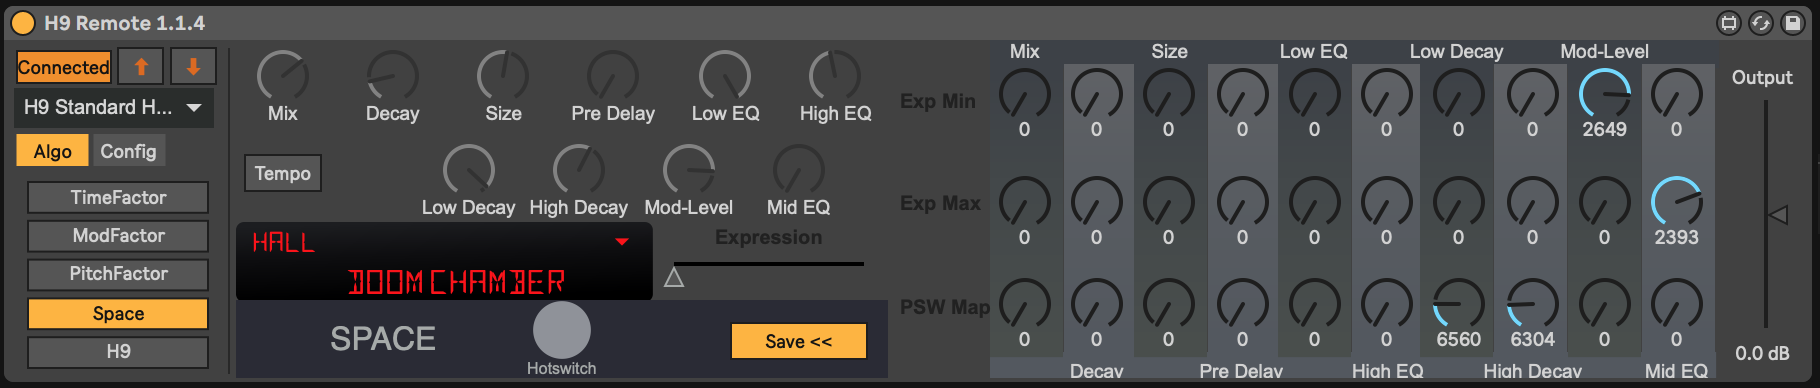 H9 Remote 1.1.4
Connected
H9 Standard H...
Algo Config
TimeFactor
ModFactor
PitchFactor
Space
H9
Mix Decay Size Pre Delay Low EQ High EQ
Tempo
Low Decay High Decay Mod-Level Mid EQ
HALL
DOOMCHAMBER
Expression
SPACE
Hotswitch
Save <<
Mix Size Low EQ Low Decay Mod-Level
Exp Min
0 0 0 0 0 0 0 0 2649 0
Exp Max
0 0 0 0 0 0 0 0 0 2393
PSW Map
0 0 0 0 0 0 6560 6304 0 0
Decay Pre Delay High EQ High Decay Mid EQ
Output
0.0 dB